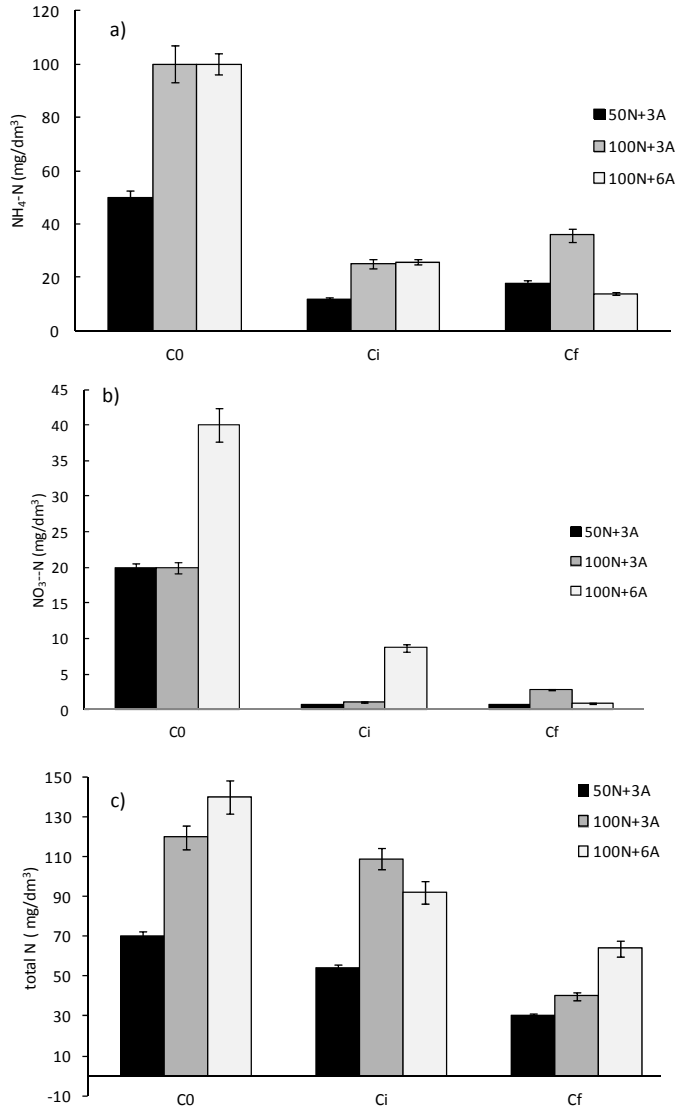 a)
NH₄-N (mg/dm³)
120
100
80
60
40
20
0
50N+3A
100N+3A
100N+6A
C0 Ci Cf
b)
NO₃--N (mg/dm³)
45
40
35
30
25
20
15
10
5
0
50N+3A
100N+3A
100N+6A
C0 Ci Cf
c)
total N ( mg/dm³)
150
130
110
90
70
50
30
10
-10
50N+3A
100N+3A
100N+6A
C0 Ci Cf